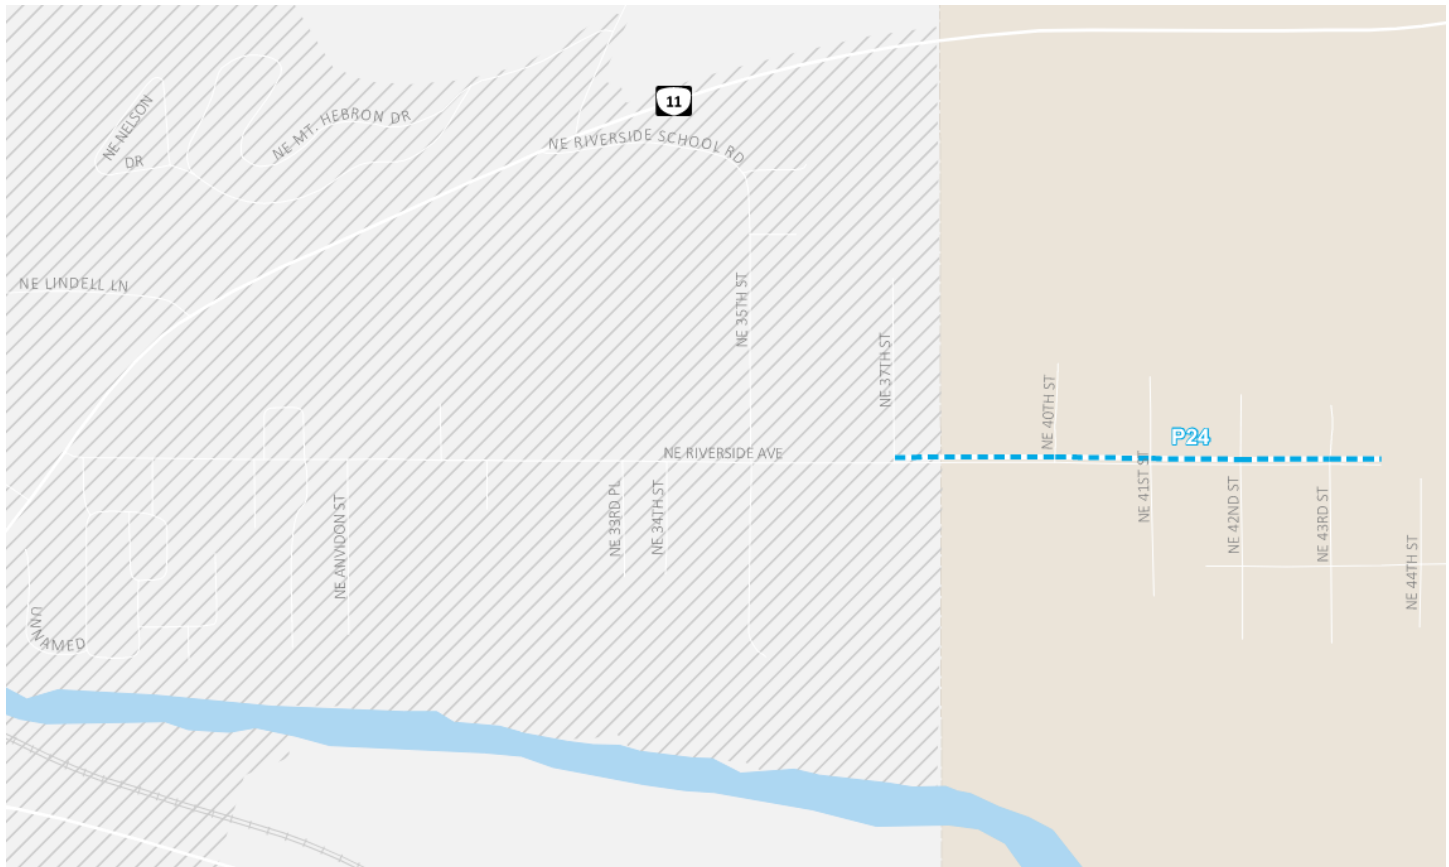 11
NE RIVERSIDE SCHOOL RD
NE NELSON
DR
NE MT. HEBRON DR
NE LINDELL LN
NE 35TH ST
NE 37TH ST
NE 40TH ST
P24
NE RIVERSIDE AVE
NE 41ST ST
NE 42ND ST
NE 43RD ST
NE 44TH ST
NE 33RD PL
NE 34TH ST
NE ANVIDON ST
UNNAMED